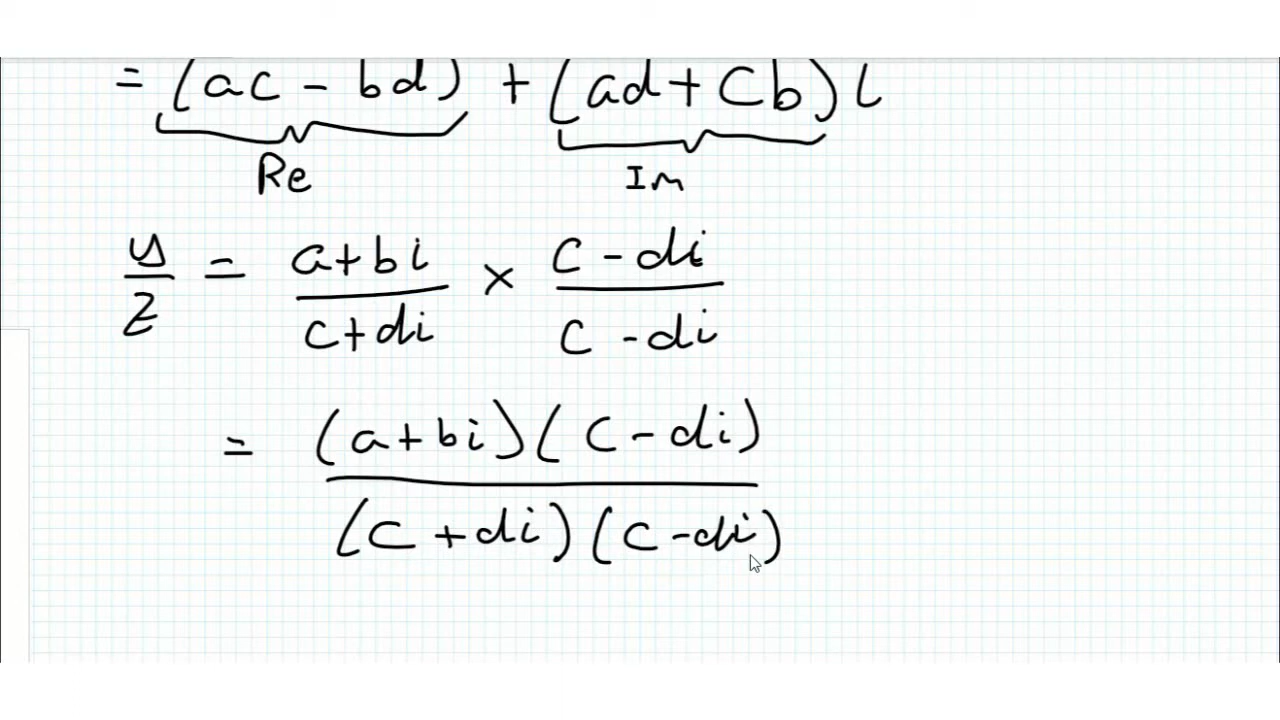 = (ac - bd) + (ad + cb)i
Re Im
y/z = a+bi/c+di × c-di/c-di
= (a+bi)(c-di)/(c+di)(c-di)